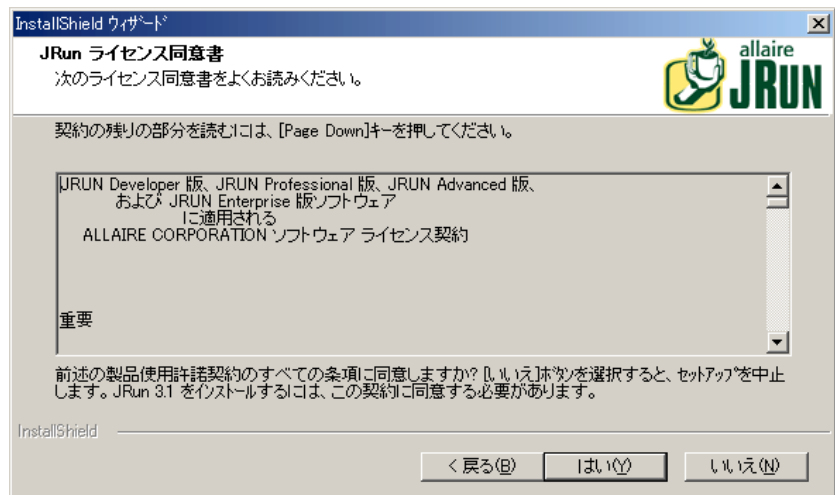 InstallShield ウィザード
JRun ライセンス同意書
次のライセンス同意書をよくお読みください。
allaire
JRUN
契約の残りの部分を読むには、[Page Down]キーを押してください。
JRUN Developer 版、JRUN Professional 版、JRUN Advanced 版、
および JRUN Enterprise 版ソフトウェア
に適用される
ALLAIRE CORPORATION ソフトウェア ライセンス契約
重要
前述の製品使用許諾契約のすべての条項に同意しますか? [いいえ]ボタンを選択すると、セットアップを中止
します。JRun 3.1 をインストールするには、この契約に同意する必要があります。
InstallShield
< 戻る(B)
はい(Y)
いいえ(N)